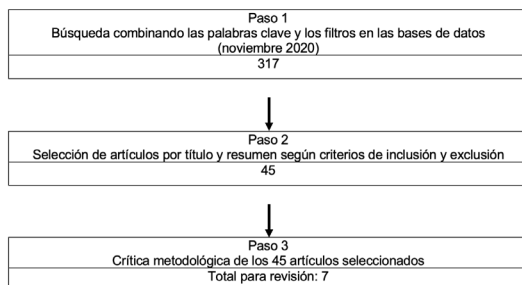 Paso 1
Búsqueda combinando las palabras clave y los filtros en las bases de datos
(noviembre 2020)
317
Paso 2
Selección de artículos por título y resumen según criterios de inclusión y exclusión
45
Paso 3
Crítica metodológica de los 45 artículos seleccionados
Total para revisión: 7